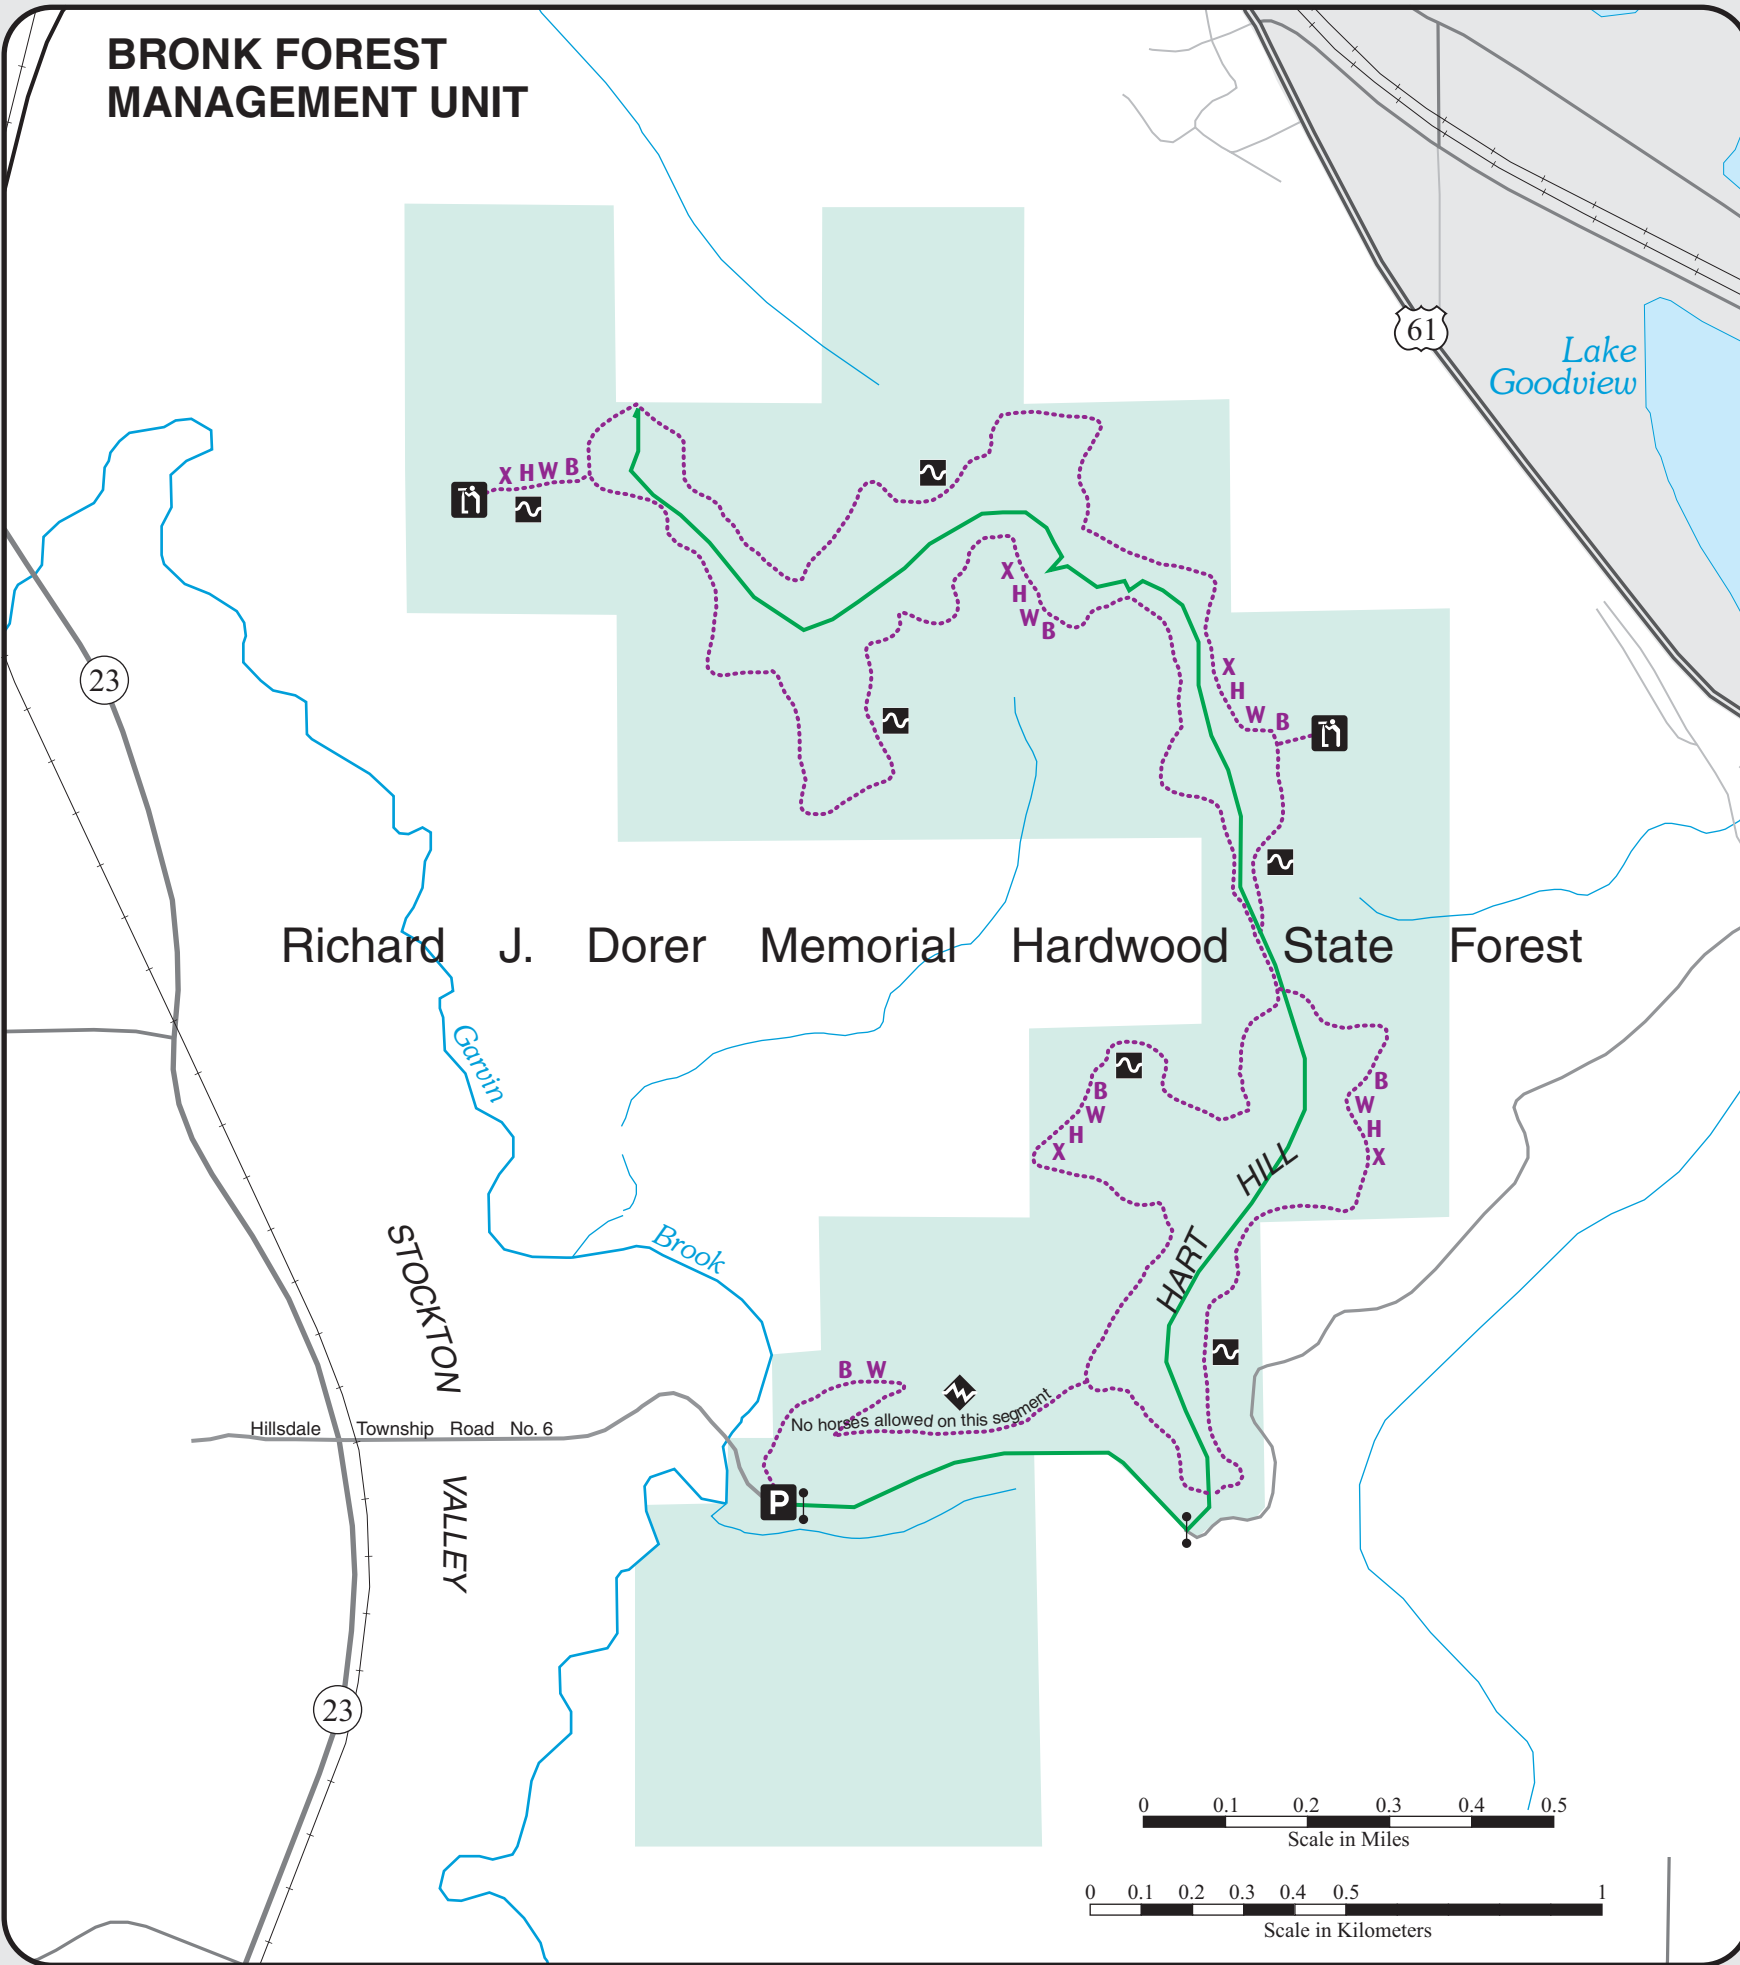 BRONK FOREST
MANAGEMENT UNIT
61
Lake
Goodview
X H W B
X
H
W
B
23
X
H
W
B
Richard J. Dorer Memorial Hardwood State Forest
Garvin
Brook
B
W
H
X
B
W
H
X
HART HILL
STOCKTON
VALLEY
B W
No horses allowed on this segment
Hillsdale Township Road No. 6
P
23
0 0.1 0.2 0.3 0.4 0.5
Scale in Miles
0 0.1 0.2 0.3 0.4 0.5 1
Scale in Kilometers